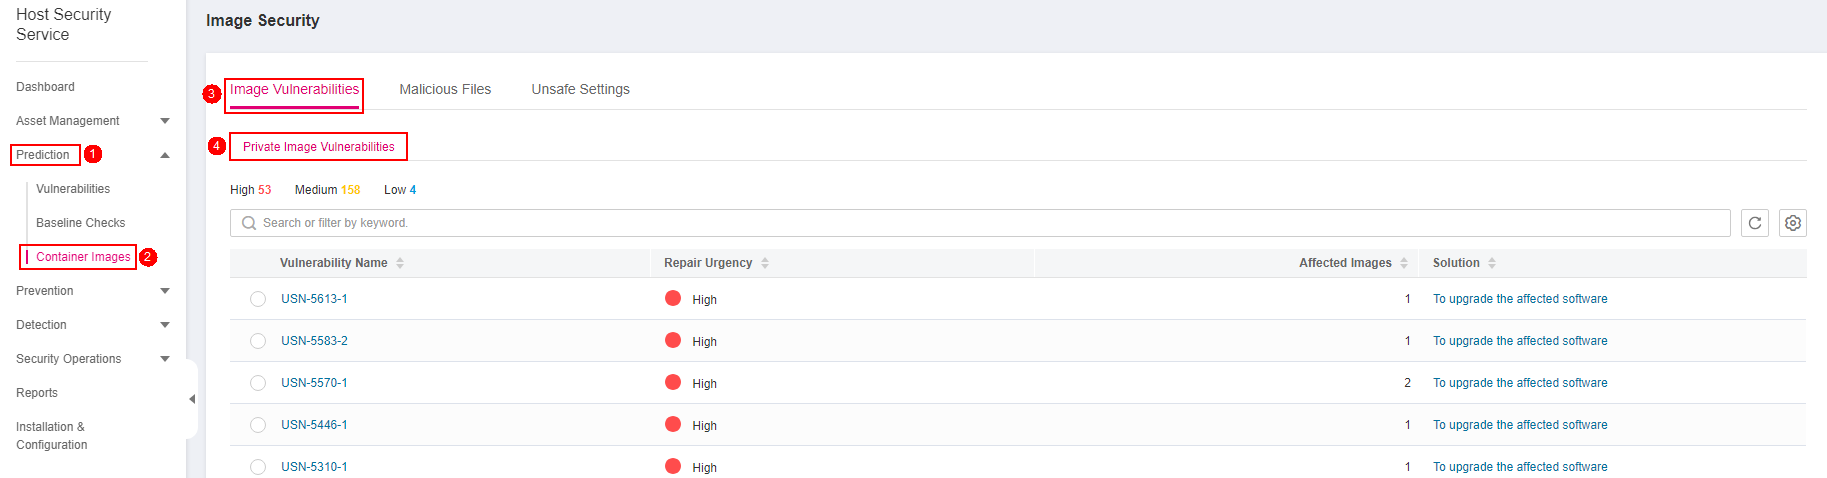 Host Security
Service
Dashboard
Asset Management
Prediction
1
Vulnerabilities
Baseline Checks
Container Images
2
Prevention
Detection
Security Operations
Reports
Installation &
Configuration
Image Security
3
Image Vulnerabilities
Malicious Files
Unsafe Settings
4
Private Image Vulnerabilities
High 53 Medium 158 Low 4
Search or filter by keyword.
Vulnerability Name Repair Urgency Affected Images Solution
USN-5613-1 High 1 To upgrade the affected software
USN-5583-2 High 1 To upgrade the affected software
USN-5570-1 High 2 To upgrade the affected software
USN-5446-1 High 1 To upgrade the affected software
USN-5310-1 High 1 To upgrade the affected software